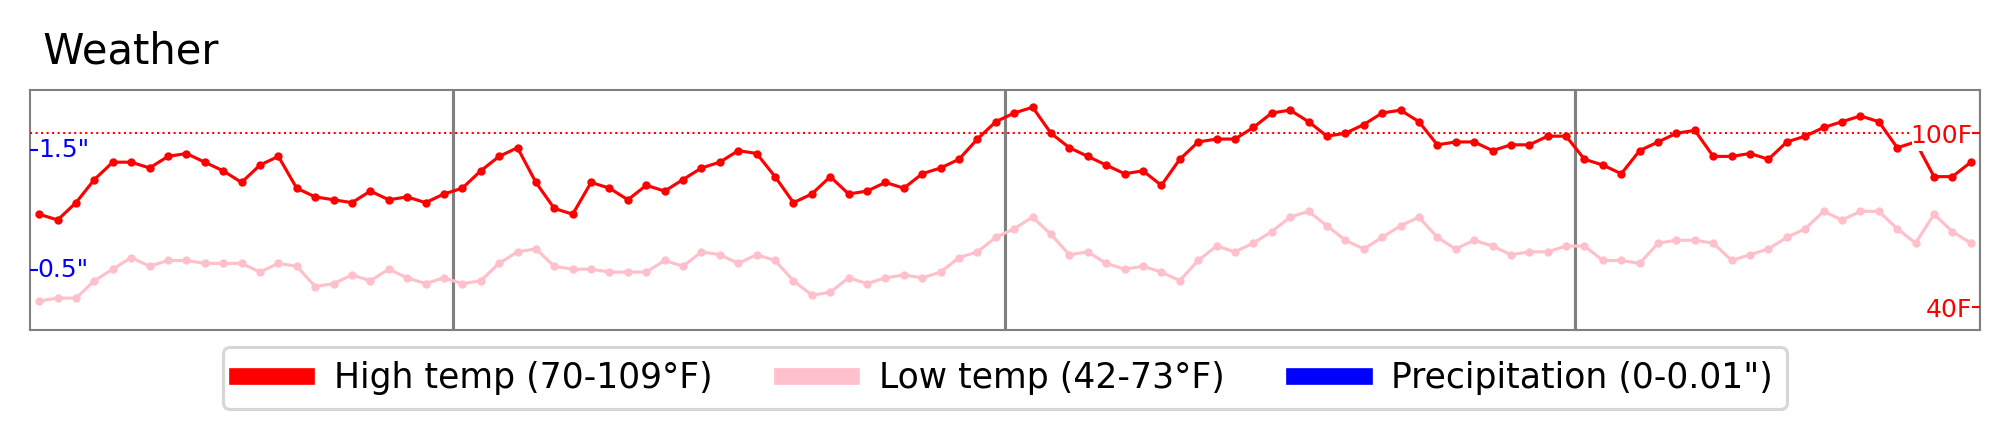 Weather
1.5"
100F
0.5"
40F
High temp (70-109°F) Low temp (42-73°F) Precipitation (0-0.01")